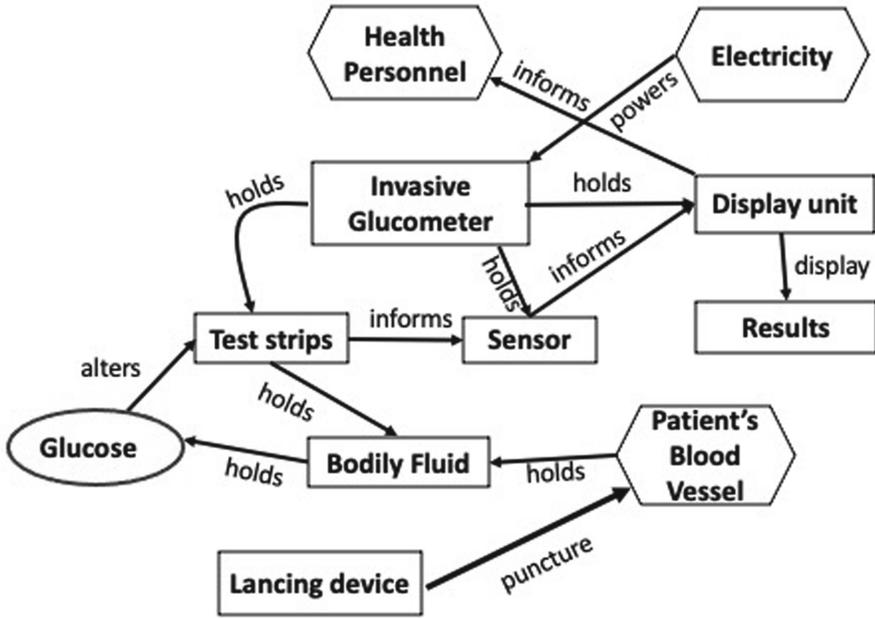 Health
Personnel
Electricity
informs
powers
holds
Invasive
Glucometer
holds
Display unit
holds
informs
display
Test strips
informs
Sensor
Results
alters
holds
Glucose
holds
Bodily Fluid
holds
Patient's
Blood
Vessel
Lancing device
puncture